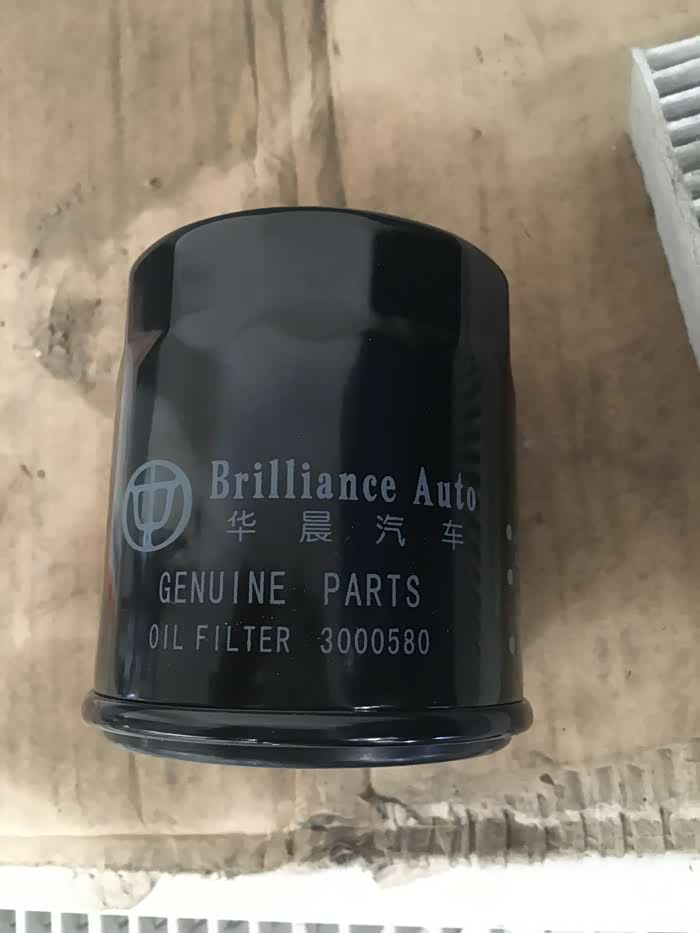 Brilliance Auto
华晨汽车
GENUINE PARTS
OIL FILTER 3000580